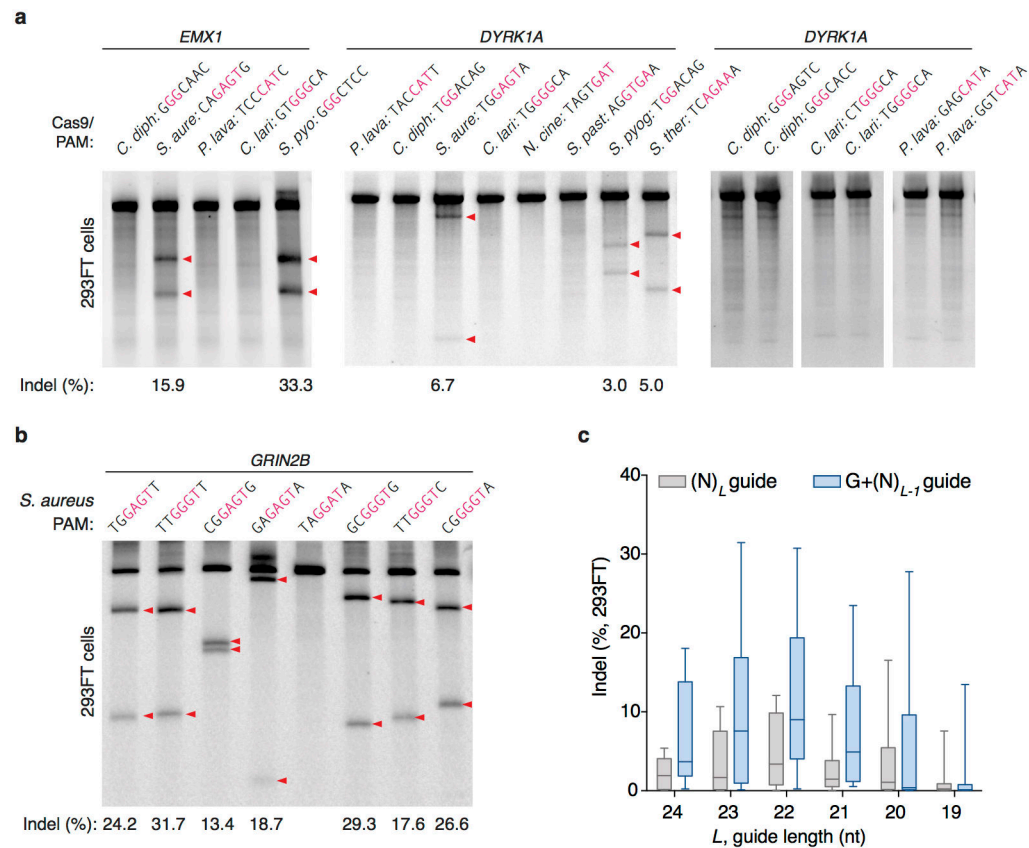 a
EMX1 DYRK1A DYRK1A
Cas9/
PAM:
C. diph: GGGCAAC
S. aure: CAGAGTG
P. lava: TCCCATC
C. lari: GTGGGCA
S. pyo: GGGCTCC
P. lava: TACCATT
C. diph: TGGACAG
S. aure: TGGAGTA
C. lari: TGGGGCA
N. cine: TAGTGAT
S. past: AGGTGAA
S. pyog: TGGACAG
S. ther: TCAGAAA
C. diph: GGGAGTC
C. diph: GGGCACC
C. lari: CTGGGCA
C. lari: TGGGGCA
P. lava: GAGCATA
P. lava: GGTCATA
293FT cells
Indel (%): 15.9 33.3 6.7 3.0 5.0
b
GRIN2B
S. aureus
PAM:
TGGAGTT
TTGGGTT
CGGAGTG
GAGAGTA
TAGGATA
GCGGGTG
TTGGGTC
CGGGGTA
293FT cells
Indel (%): 24.2 31.7 13.4 18.7 29.3 17.6 26.6
c
(N)L guide G+(N)L-1 guide
Indel (%, 293FT)
40
30
20
10
0
24 23 22 21 20 19
L, guide length (nt)